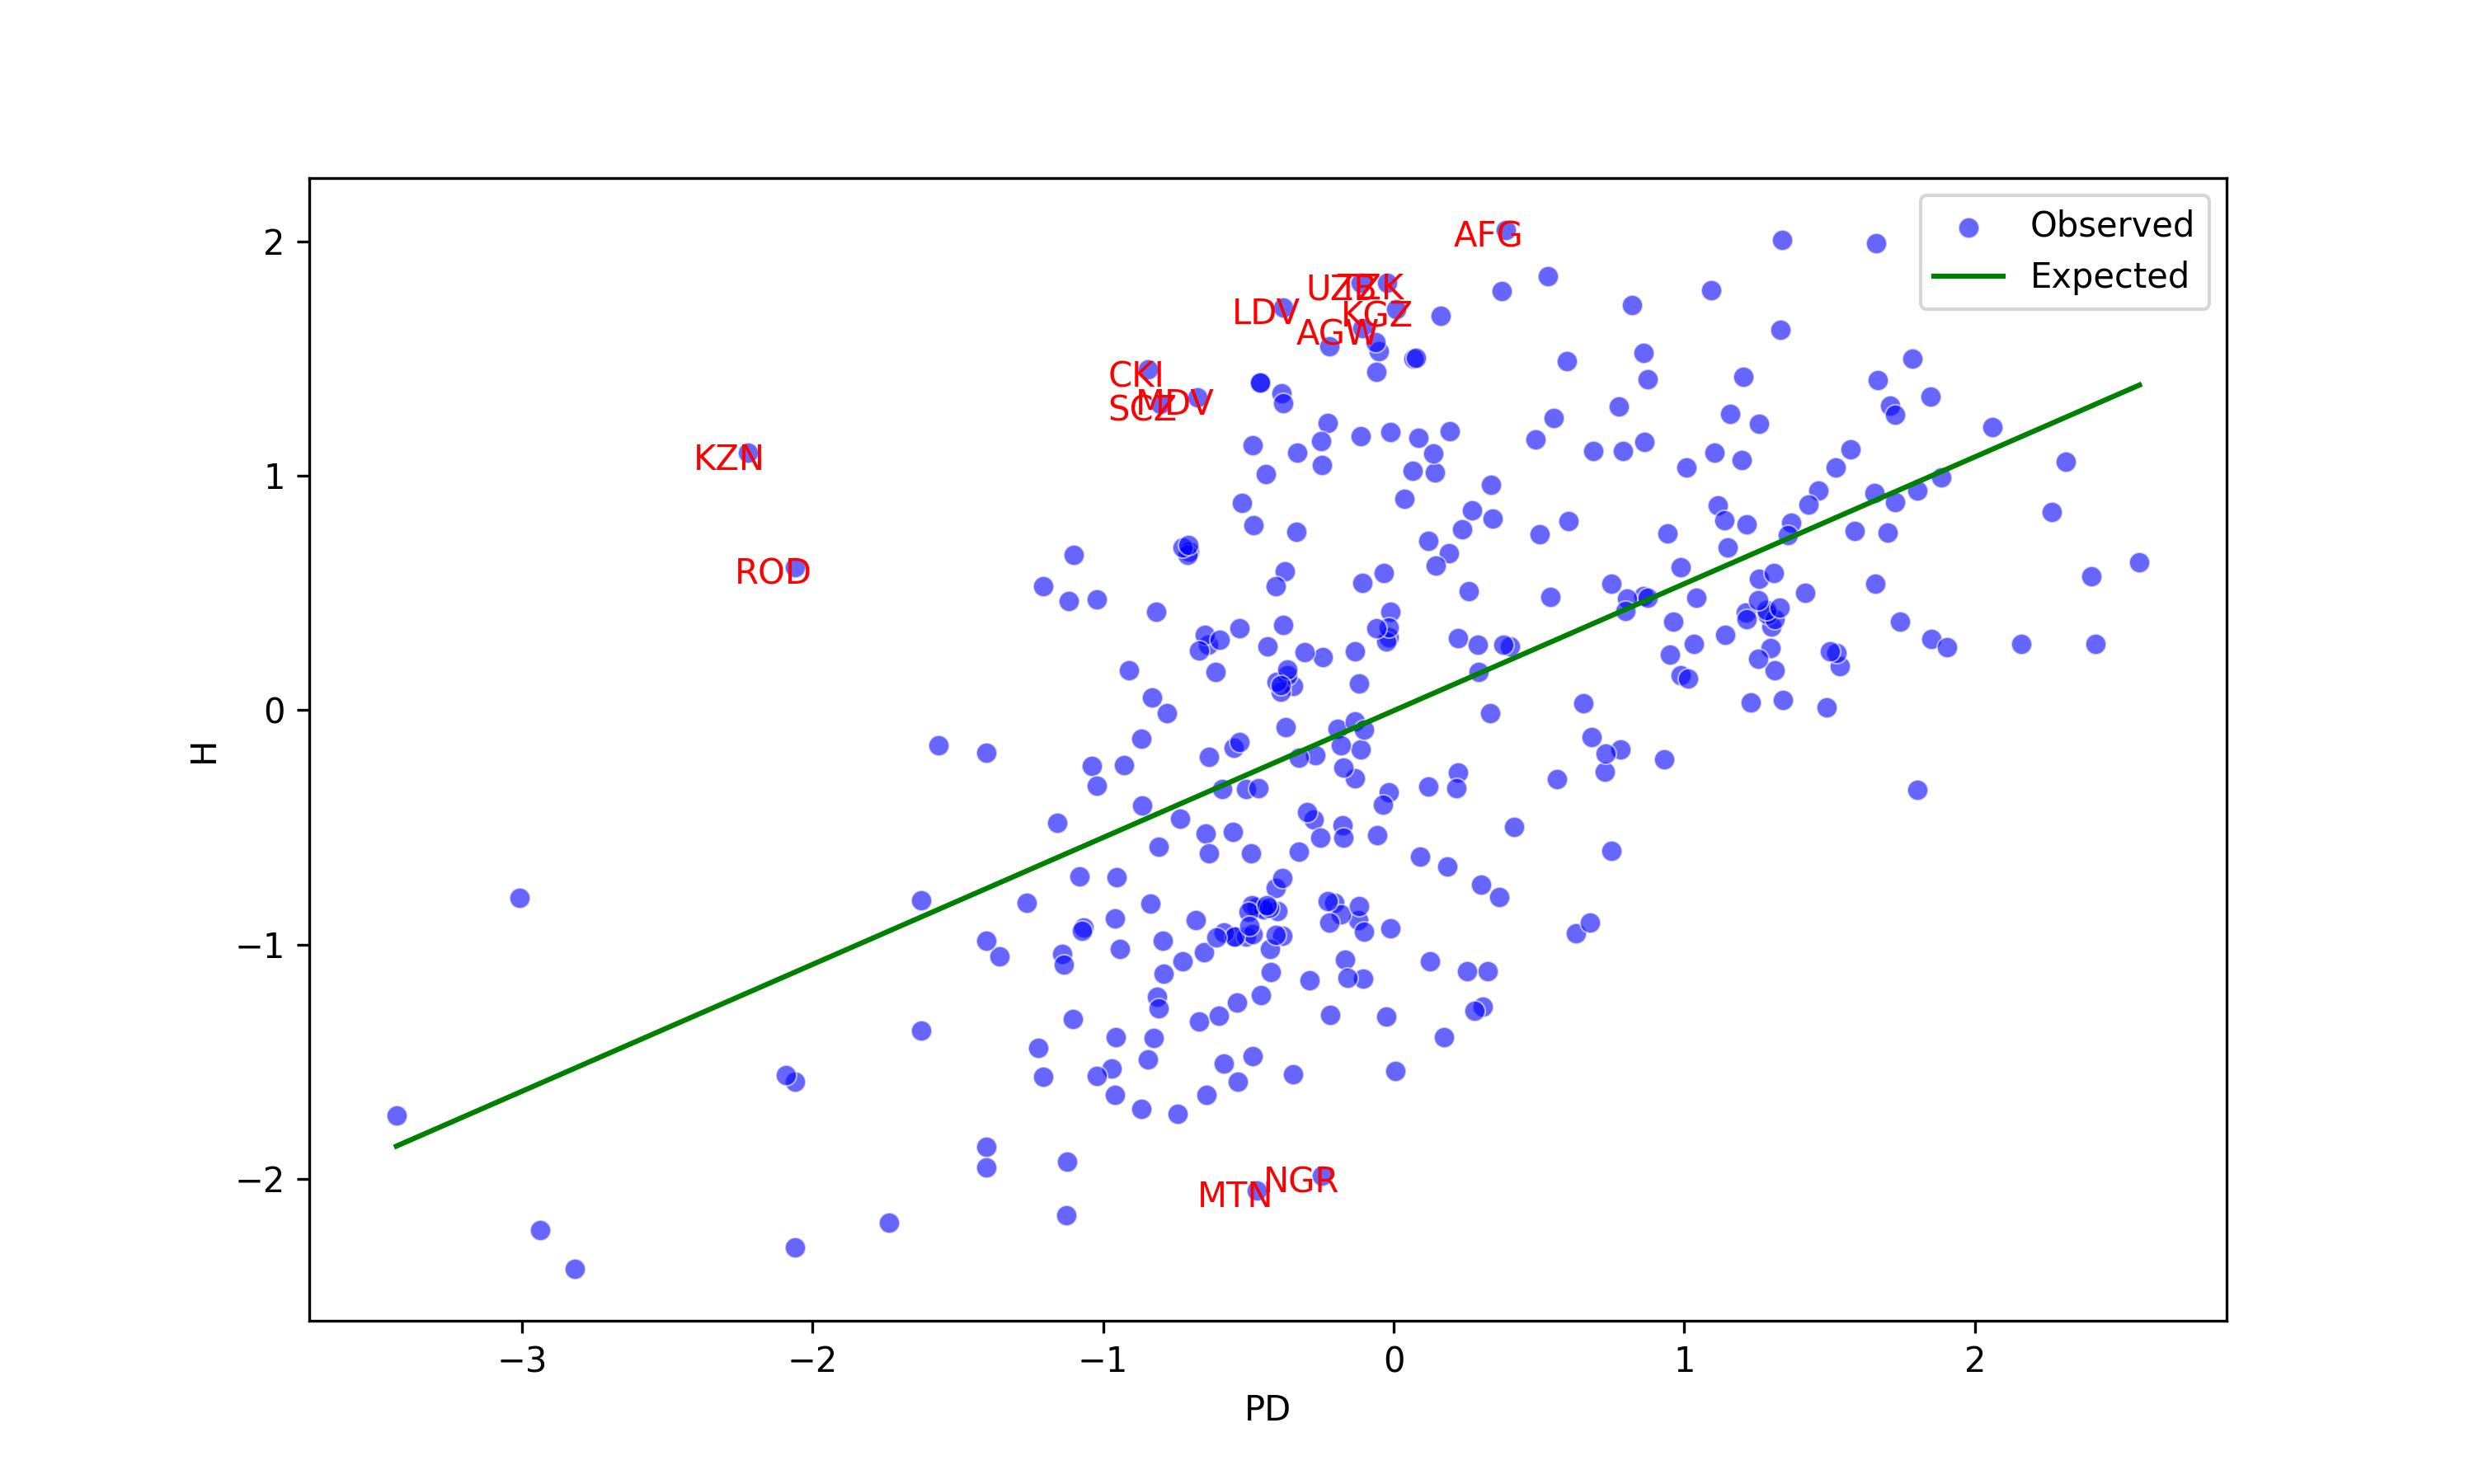 Observed
Expected
AFG
UZB
TZK
LDV
KGZ
AGW
CKI
MDV
SCZ
KZN
ROD
NGR
MTN
2
1
0
−1
−2
H
−3
−2
−1
0
1
2
PD